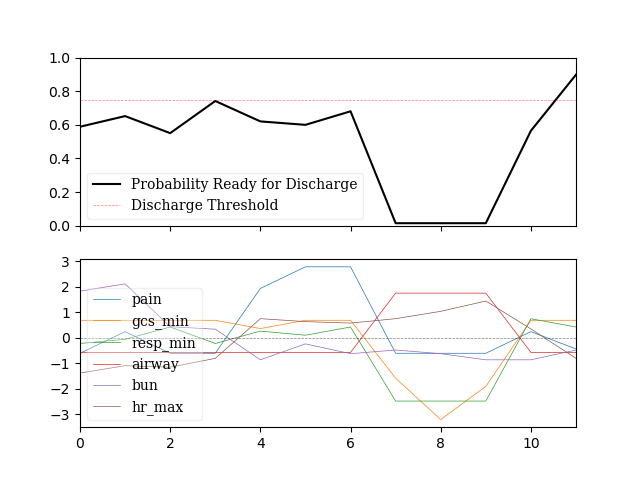 1.0
0.8
0.6
0.4
0.2
0.0
Probability Ready for Discharge
Discharge Threshold
3
2
1
0
−1
−2
−3
pain
gcs_min
resp_min
airway
bun
hr_max
0 2 4 6 8 10